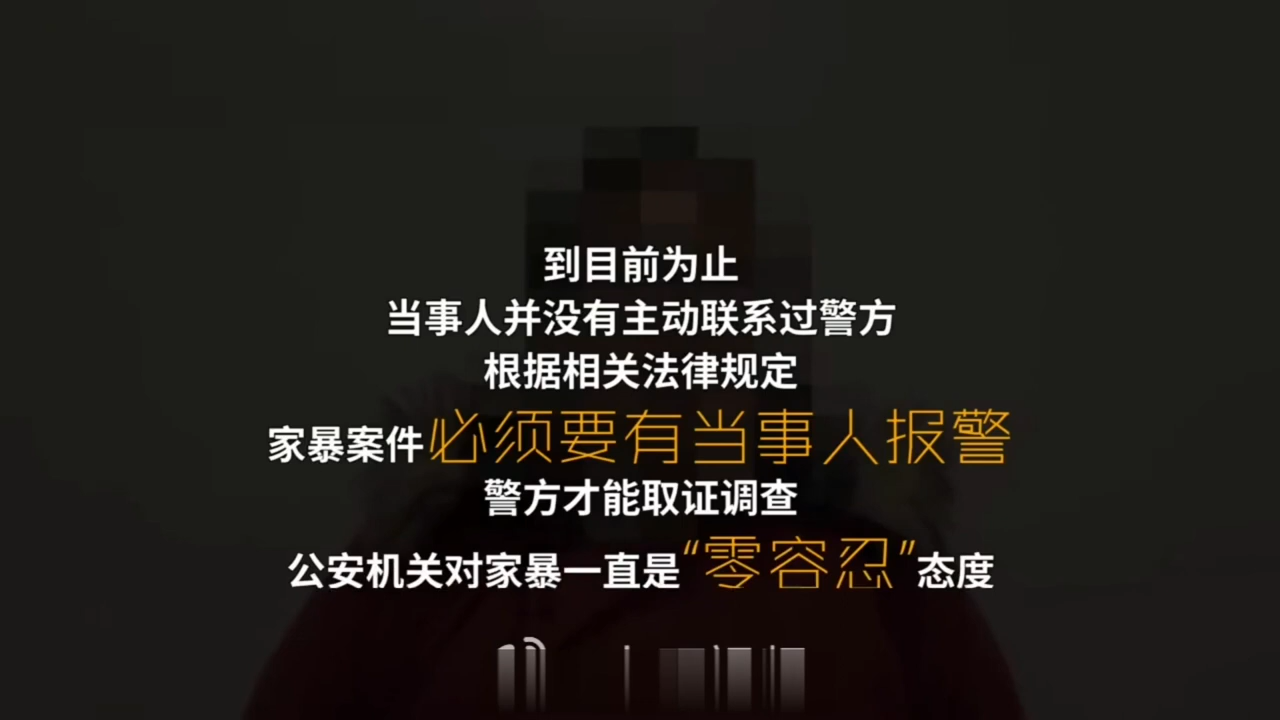 到目前为止
当事人并没有主动联系过警方
根据相关法律规定
家暴案件必须要有当事人报警
警方才能取证调查
公安机关对家暴一直是“零容忍”态度